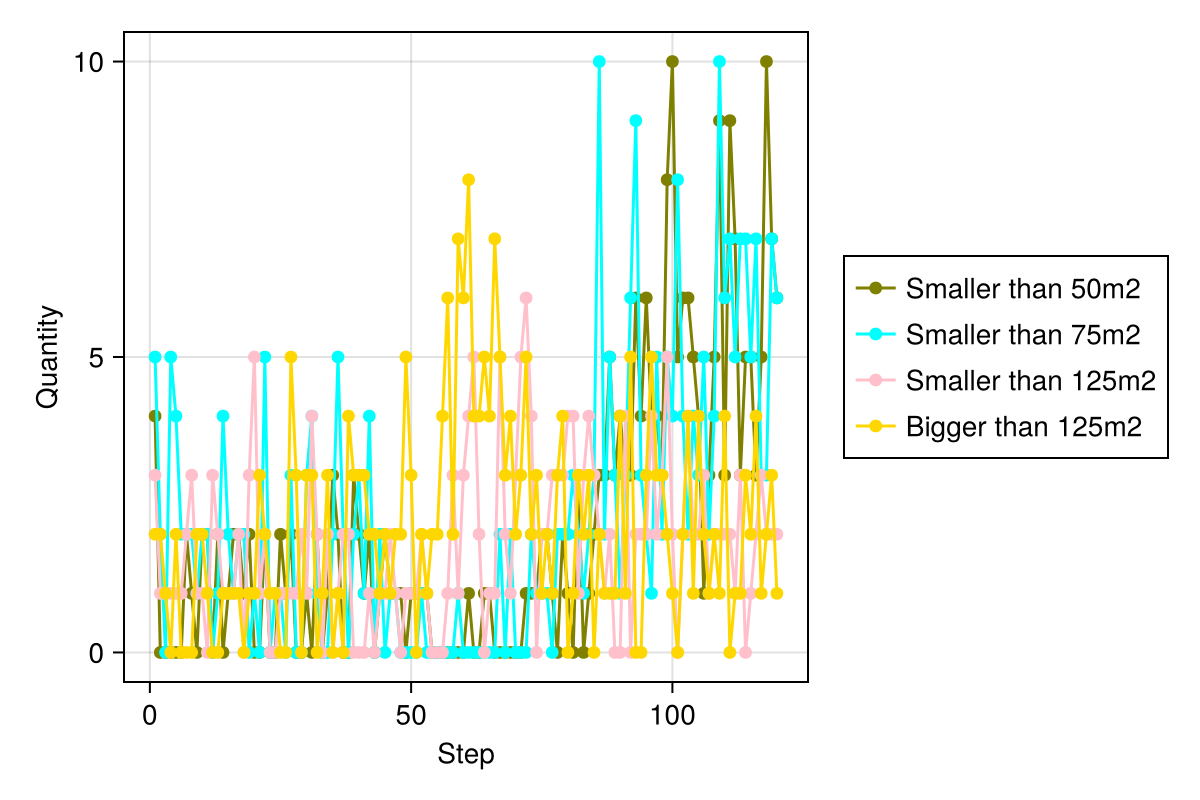 10
5
0
Quantity
0
50
100
Step
Smaller than 50m2
Smaller than 75m2
Smaller than 125m2
Bigger than 125m2